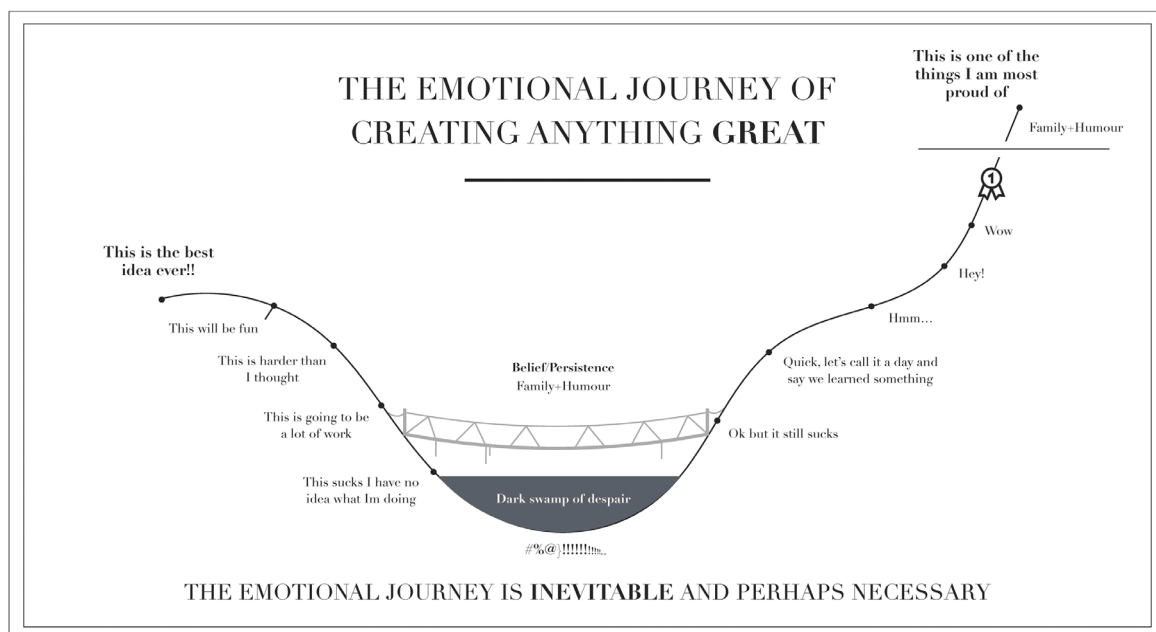 THE EMOTIONAL JOURNEY OF
CREATING ANYTHING GREAT
This is the best
idea ever!!
This will be fun
This is harder than
I thought
This is going to be
a lot of work
This sucks I have no
idea what Im doing
Belief/Persistence
Family+Humour
Dark swamp of despair
#%@}!!!!!!!!!!!...
Ok but it still sucks
Quick, let's call it a day and
say we learned something
Hmm...
Hey!
Wow
1
Family+Humour
This is one of the
things I am most
proud of
THE EMOTIONAL JOURNEY IS INEVITABLE AND PERHAPS NECESSARY